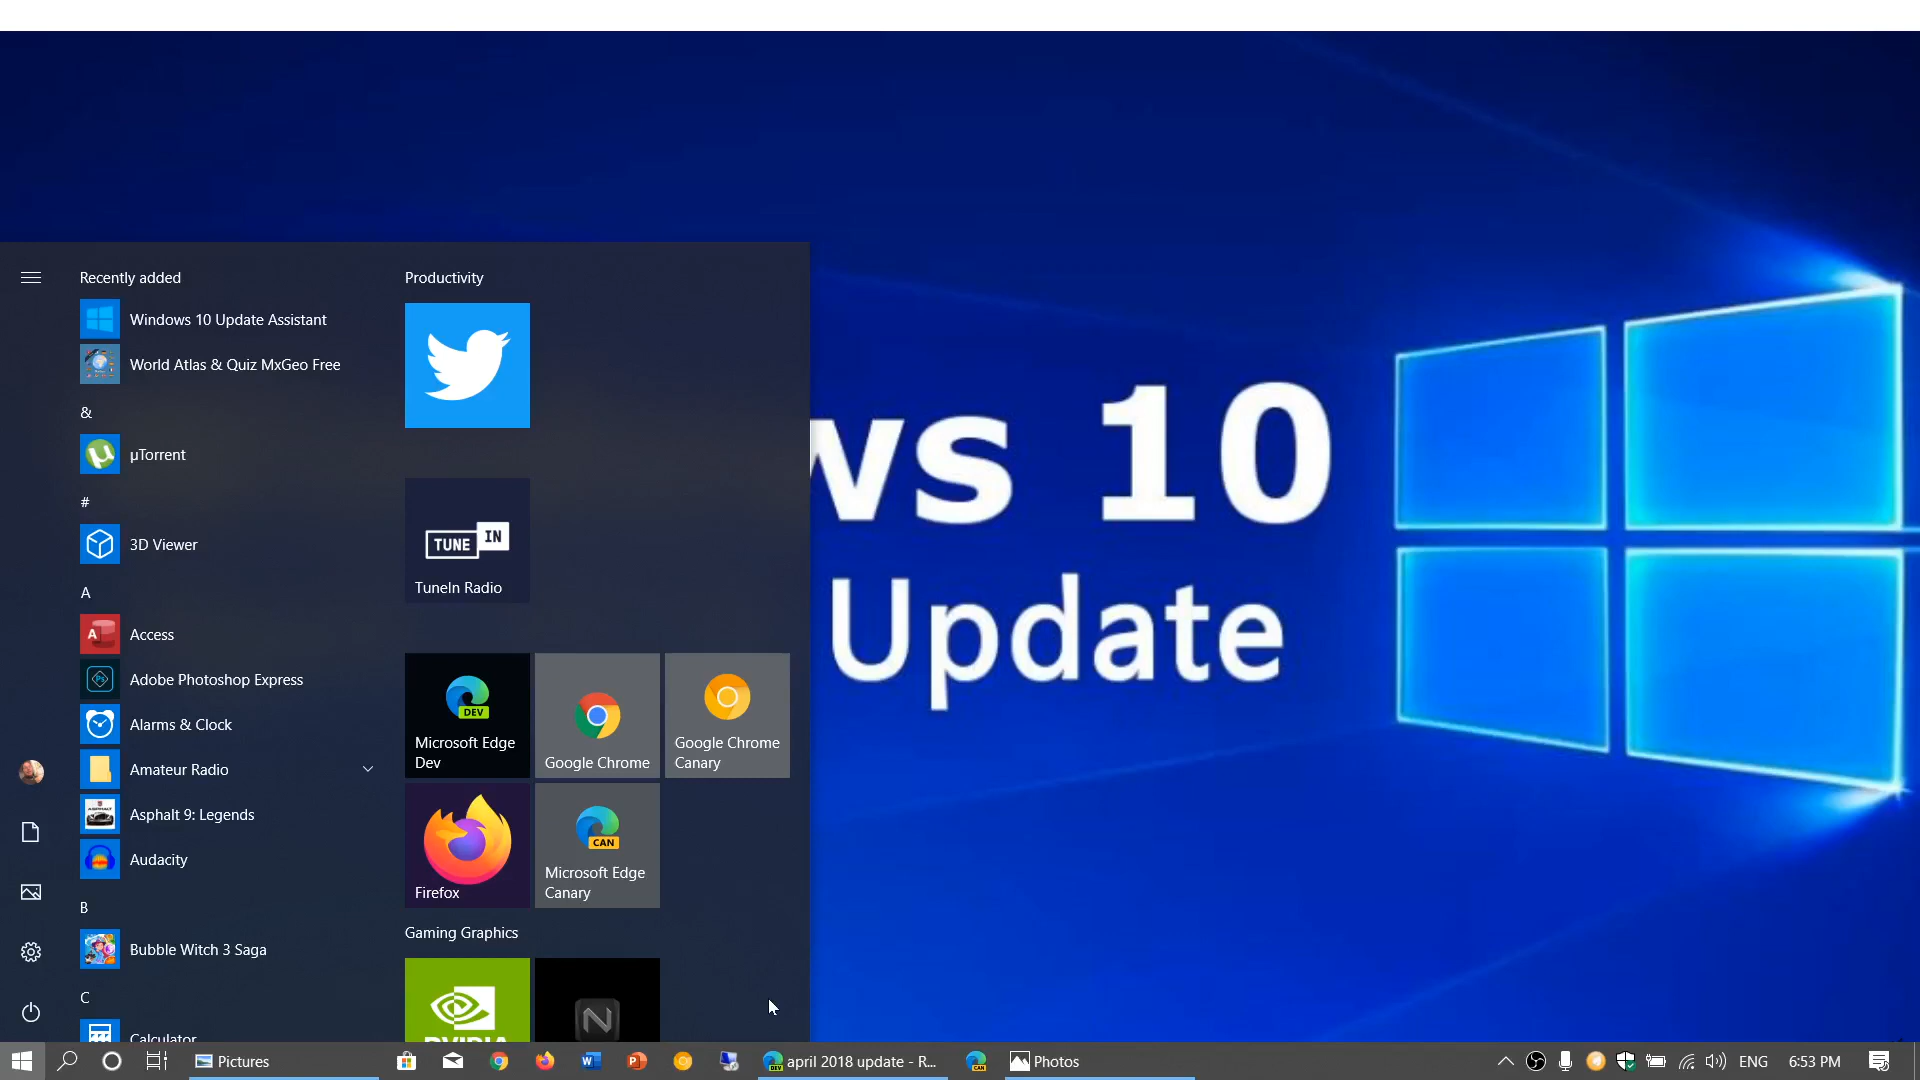 Recently added
Windows 10 Update Assistant
World Atlas & Quiz MxGeo Free
&
µTorrent
#
3D Viewer
A
Access
Adobe Photoshop Express
Alarms & Clock
Amateur Radio
Asphalt 9: Legends
Audacity
B
Bubble Witch 3 Saga
C
Calculator
Productivity
TUNE IN
TuneIn Radio
DEV
Microsoft Edge
Dev
Google Chrome
Google Chrome
Canary
Firefox
CAN
Microsoft Edge
Canary
Gaming Graphics
NVIDIA
ws 10
Update
Pictures
april 2018 update - R...
Photos
ENG
6:53 PM